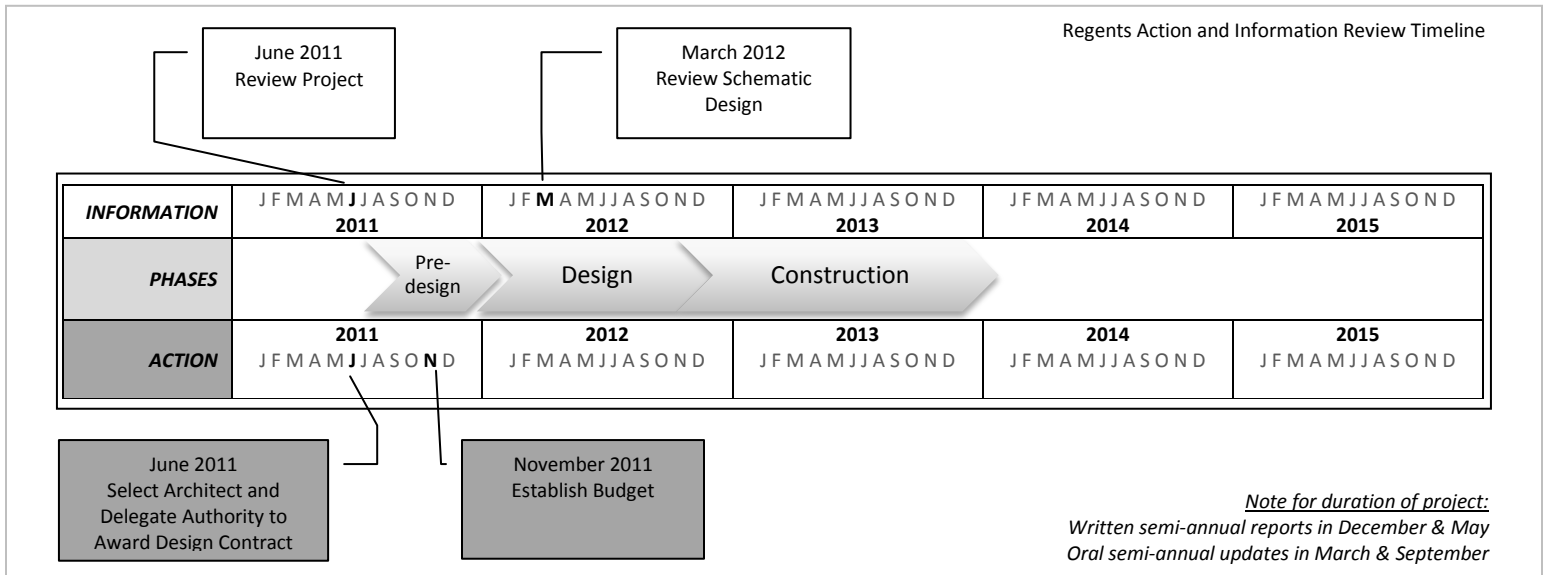 Regents Action and Information Review Timeline
June 2011
Review Project
March 2012
Review Schematic
Design
INFORMATION
J F M A M J J A S O N D
2011
J F M A M J J A S O N D
2012
J F M A M J J A S O N D
2013
J F M A M J J A S O N D
2014
J F M A M J J A S O N D
2015
PHASES
Pre-
design
Design
Construction
ACTION
2011
J F M A M J J A S O N D
2012
J F M A M J J A S O N D
2013
J F M A M J J A S O N D
2014
J F M A M J J A S O N D
2015
J F M A M J J A S O N D
June 2011
Select Architect and
Delegate Authority to
Award Design Contract
November 2011
Establish Budget
Note for duration of project:
Written semi-annual reports in December & May
Oral semi-annual updates in March & September